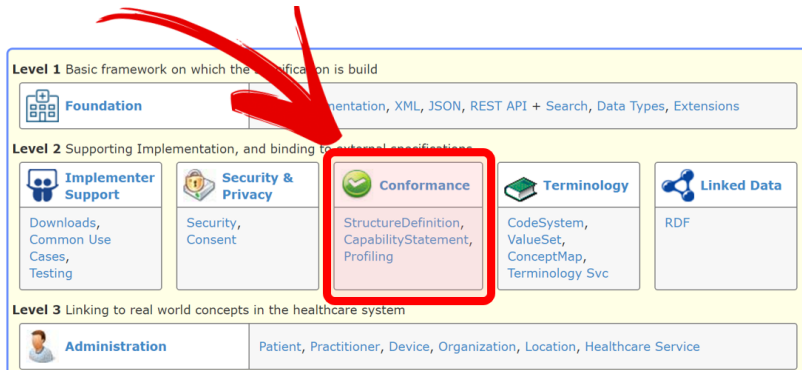 Level 1 Basic framework on which the specification is build
Foundation
mentation, XML, JSON, REST API + Search, Data Types, Extensions
Level 2 Supporting Implementation, and binding to external specifications
Implementer
Support
Security &
Privacy
Conformance
Terminology
Linked Data
Downloads,
Common Use
Cases,
Testing
Security,
Consent
StructureDefinition,
CapabilityStatement,
Profiling
CodeSystem,
ValueSet,
ConceptMap,
Terminology Svc
RDF
Level 3 Linking to real world concepts in the healthcare system
Administration
Patient, Practitioner, Device, Organization, Location, Healthcare Service